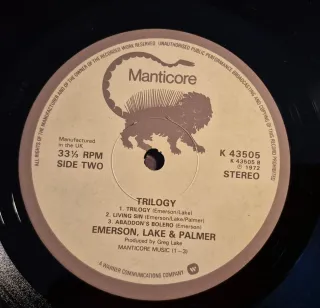 ALL RIGHTS OF THE MANUFACTURER AND OF THE OWNER OF THE RECORDED WORK RESERVED. UNAUTHORISED PUBLIC PERFORMANCE BROADCASTING AND COPYING OF THIS RECORD PROHIBITED
Manticore
Manufactured
in the UK
33⅓ RPM
SIDE TWO
K 43505
K 43505 B
℗ 1972
STEREO
TRILOGY
1. TRILOGY (Emerson/Lake)
2. LIVING SIN (Emerson/Lake/Palmer)
3. ABADDON'S BOLERO (Emerson)
EMERSON, LAKE & PALMER
Produced by Greg Lake
MANTICORE MUSIC (1—3)
A WARNER COMMUNICATIONS COMPANY